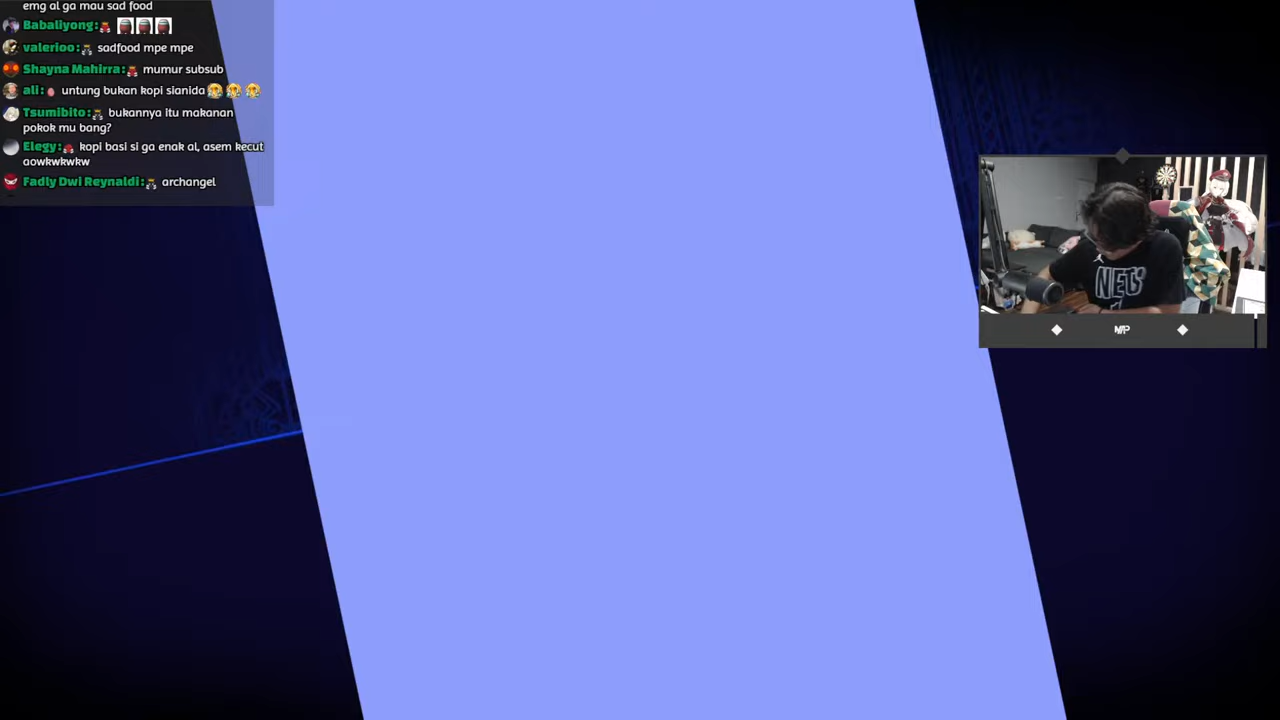 emg al ga mau sad food
Babaliyong:
valerioo: sadfood mpe mpe
Shayna Mahirra: mumur subsub
ali: untung bukan kopi sianida😭😭😭
Tsumibito: bukannya itu makanan
pokok mu bang?
Elegy: kopi basi si ga enak al, asem kecut
aowkwkwkw
Fadly Dwi Reynaldi: archangel
NETS